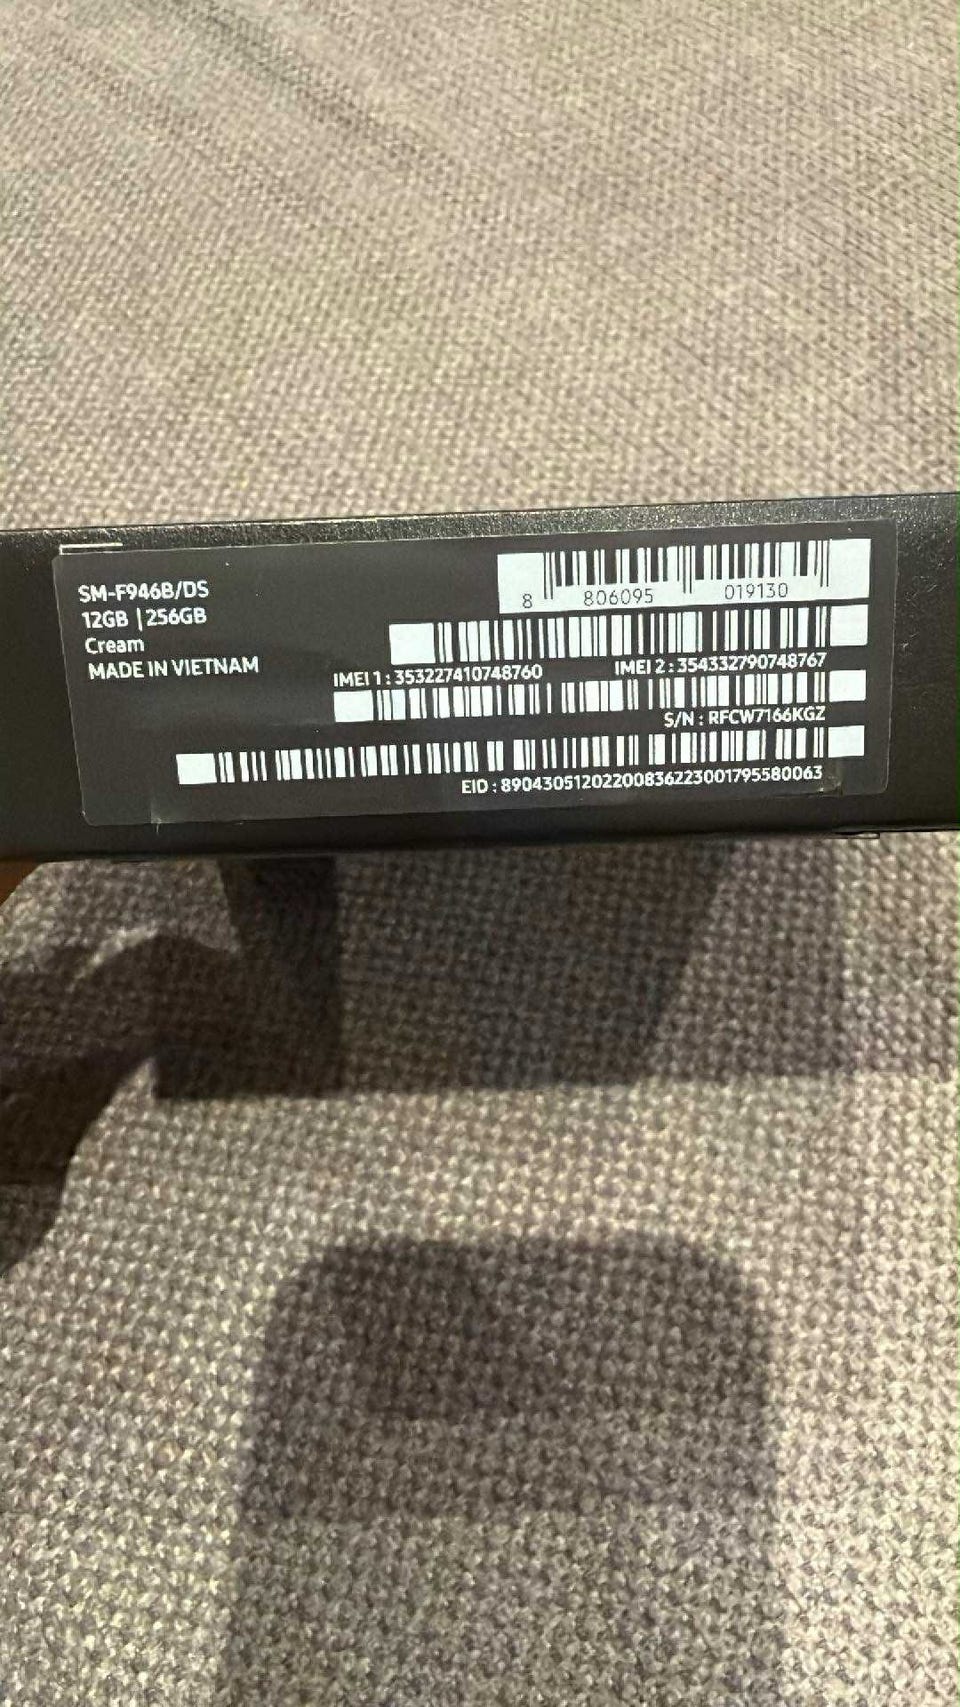 SM-F946B/DS
12GB | 256GB
Cream
MADE IN VIETNAM
8 806095 019130
IMEI 1 : 353227410748760
IMEI 2 : 354332790748767
S/N : RFCW7166KGZ
EID : 89043051202200836223001795580063